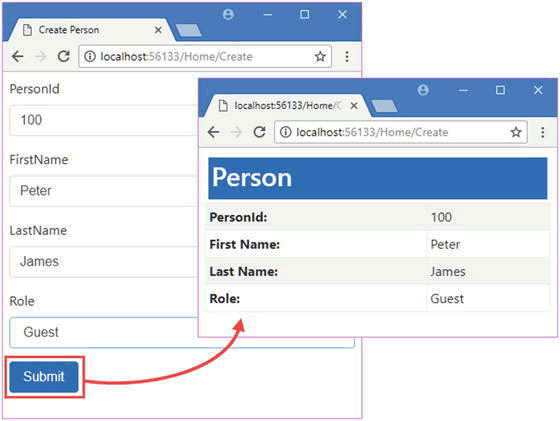 Create Person
localhost:56133/Home/Create
PersonId
100
FirstName
Peter
LastName
James
Role
Guest
Submit
localhost:56133/Home/C
localhost:56133/Home/Create
Person
PersonId: 100
First Name: Peter
Last Name: James
Role: Guest